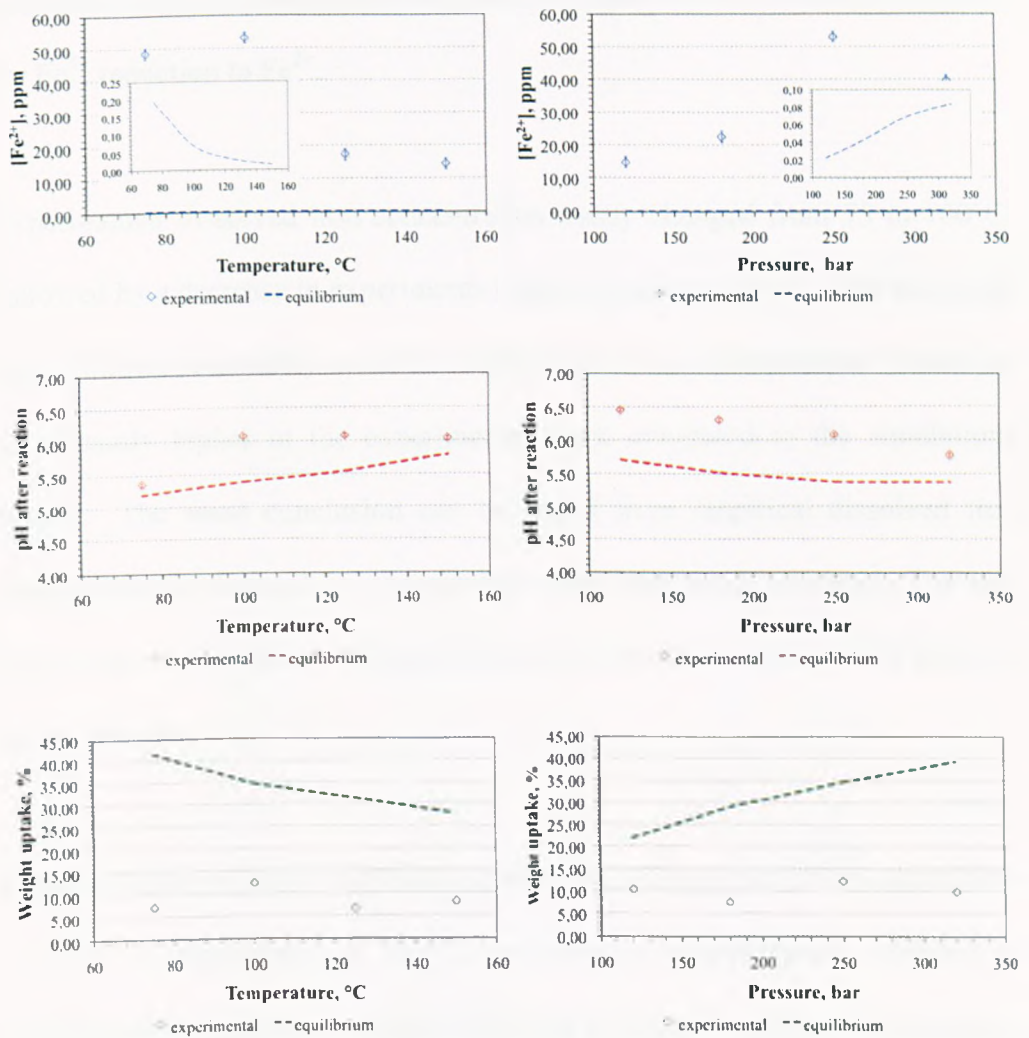 60,00
50,00
40,00
30,00
20,00
10,00
0,00
[Fe²⁺], ppm
0,25
0,20
0,15
0,10
0,05
0,00
60 80 100 120 140 160
60 80 100 120 140 160
Temperature, °C
experimental equilibrium
60,00
50,00
40,00
30,00
20,00
10,00
0,00
[Fe²⁺], ppm
0,10
0,08
0,06
0,04
0,02
0,00
100 150 200 250 300 350
100 150 200 250 300 350
Pressure, bar
experimental equilibrium
7,00
6,50
6,00
5,50
5,00
4,50
4,00
pH after reaction
60 80 100 120 140 160
Temperature, °C
experimental equilibrium
7,00
6,50
6,00
5,50
5,00
4,50
4,00
pH after reaction
100 150 200 250 300 350
Pressure, bar
experimental equilibrium
45,00
40,00
35,00
30,00
25,00
20,00
15,00
10,00
5,00
0,00
Weight uptake, %
60 80 100 120 140 160
Temperature, °C
experimental equilibrium
45,00
40,00
35,00
30,00
25,00
20,00
15,00
10,00
5,00
0,00
Weight uptake, %
100 150 200 250 300 350
Pressure, bar
experimental equilibrium